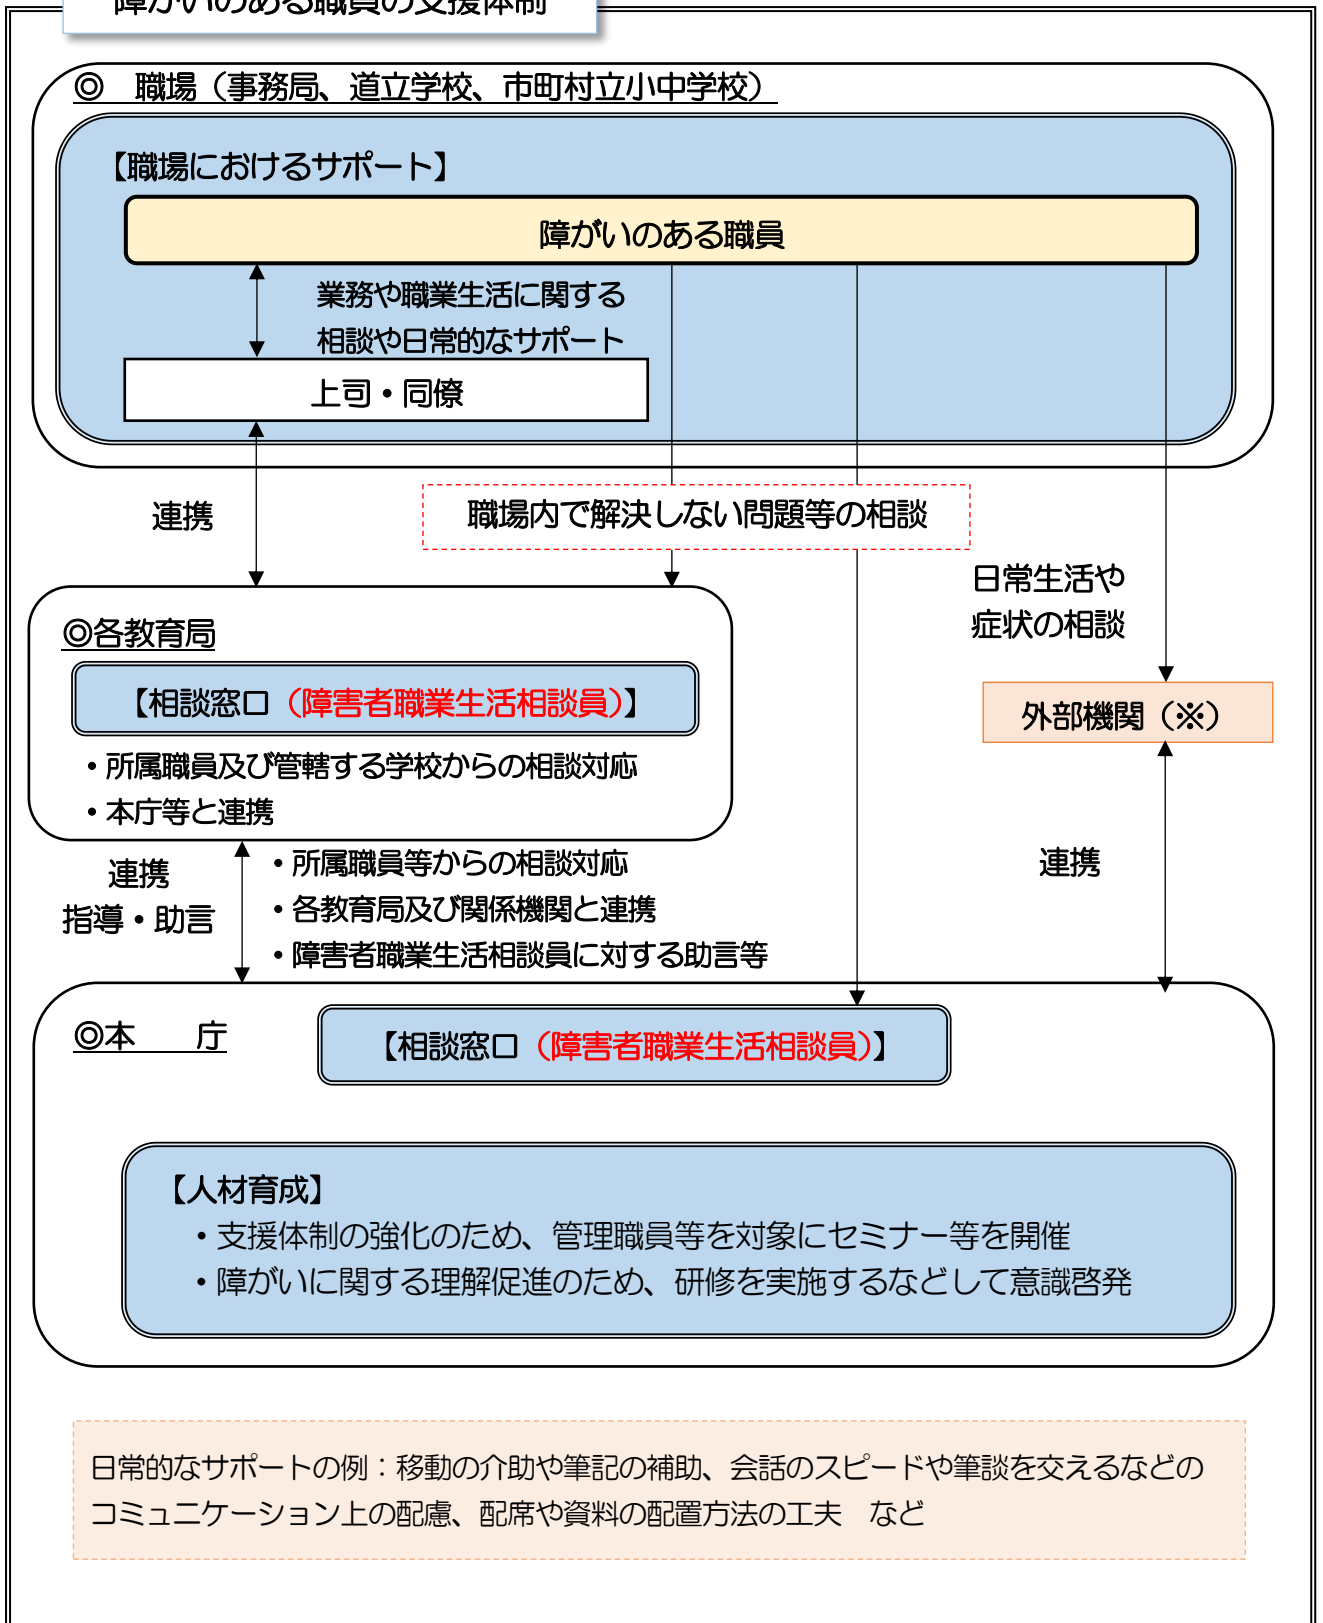 障がいのある職員の支援体制
◎　職場（事務局、道立学校、市町村立小中学校）
【職場におけるサポート】
障がいのある職員
業務や職業生活に関する
相談や日常的なサポート
上司・同僚
連携
職場内で解決しない問題等の相談
日常生活や
症状の相談
◎各教育局
【相談窓口（障害者職業生活相談員）】
・所属職員及び管轄する学校からの相談対応
・本庁等と連携
外部機関（※）
連携
指導・助言
・所属職員等からの相談対応
・各教育局及び関係機関と連携
・障害者職業生活相談員に対する助言等
連携
◎本　　庁
【相談窓口（障害者職業生活相談員）】
【人材育成】
・支援体制の強化のため、管理職員等を対象にセミナー等を開催
・障がいに関する理解促進のため、研修を実施するなどして意識啓発
日常的なサポートの例：移動の介助や筆記の補助、会話のスピードや筆談を交えるなどの
コミュニケーション上の配慮、配席や資料の配置方法の工夫　など